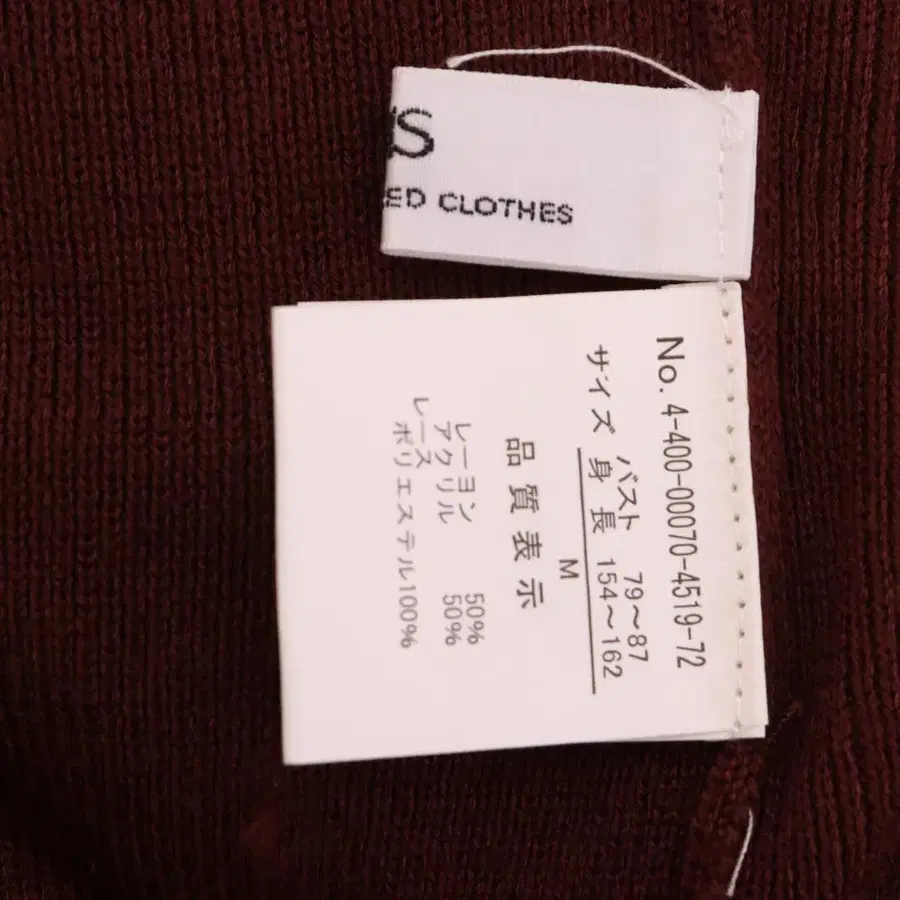 S
ED CLOTHES
No. 4-400-00070-4519-72
サイズ バスト 79〜87
身長 154〜162
M
品質表示
レーヨン 50%
アクリル 50%
レース
ポリエステル100%